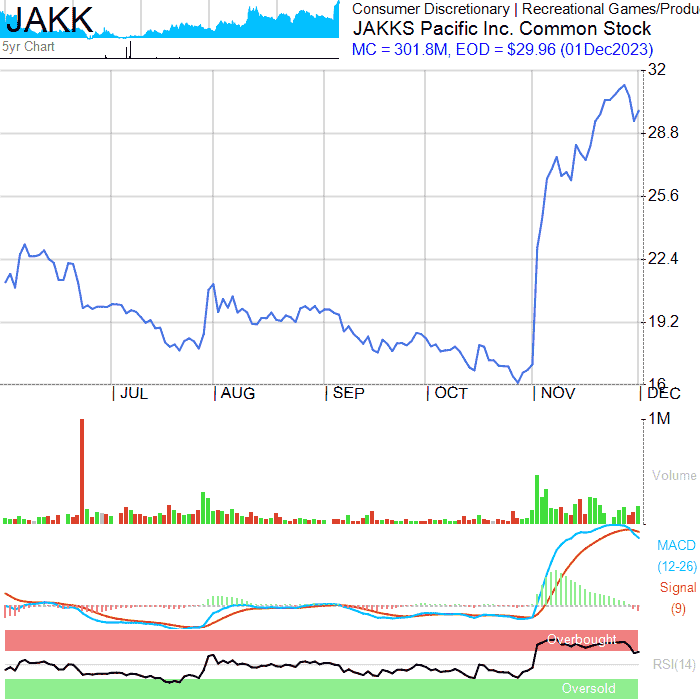 JAKK
5yr Chart
Consumer Discretionary | Recreational Games/Produ
JAKKS Pacific Inc. Common Stock
MC = 301.8M, EOD = $29.96 (01Dec2023)
32
28.8
25.6
22.4
19.2
16
| JUL | AUG | SEP | OCT | NOV | DEC
1M
Volume
MACD
(12-26)
Signal
(9)
Overbought
RSI(14)
Oversold